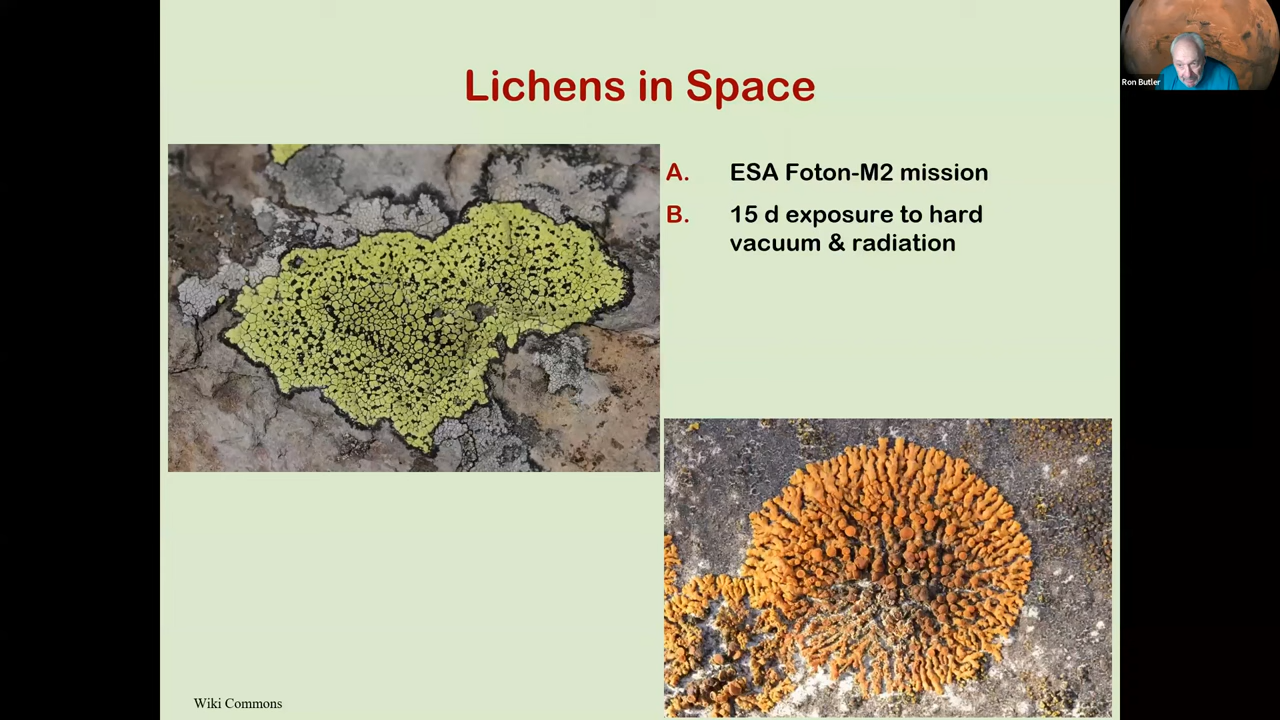 Lichens in Space
Ron Butler
A. ESA Foton-M2 mission
B. 15 d exposure to hard
vacuum & radiation
Wiki Commons